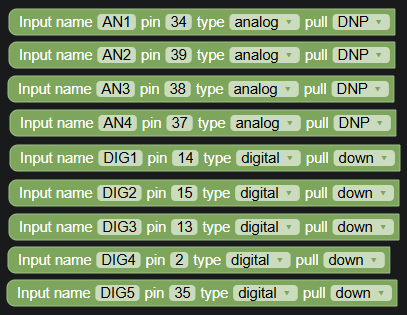 Input name AN1 pin 34 type analog pull DNP
Input name AN2 pin 39 type analog pull DNP
Input name AN3 pin 38 type analog pull DNP
Input name AN4 pin 37 type analog pull DNP
Input name DIG1 pin 14 type digital pull down
Input name DIG2 pin 15 type digital pull down
Input name DIG3 pin 13 type digital pull down
Input name DIG4 pin 2 type digital pull down
Input name DIG5 pin 35 type digital pull down